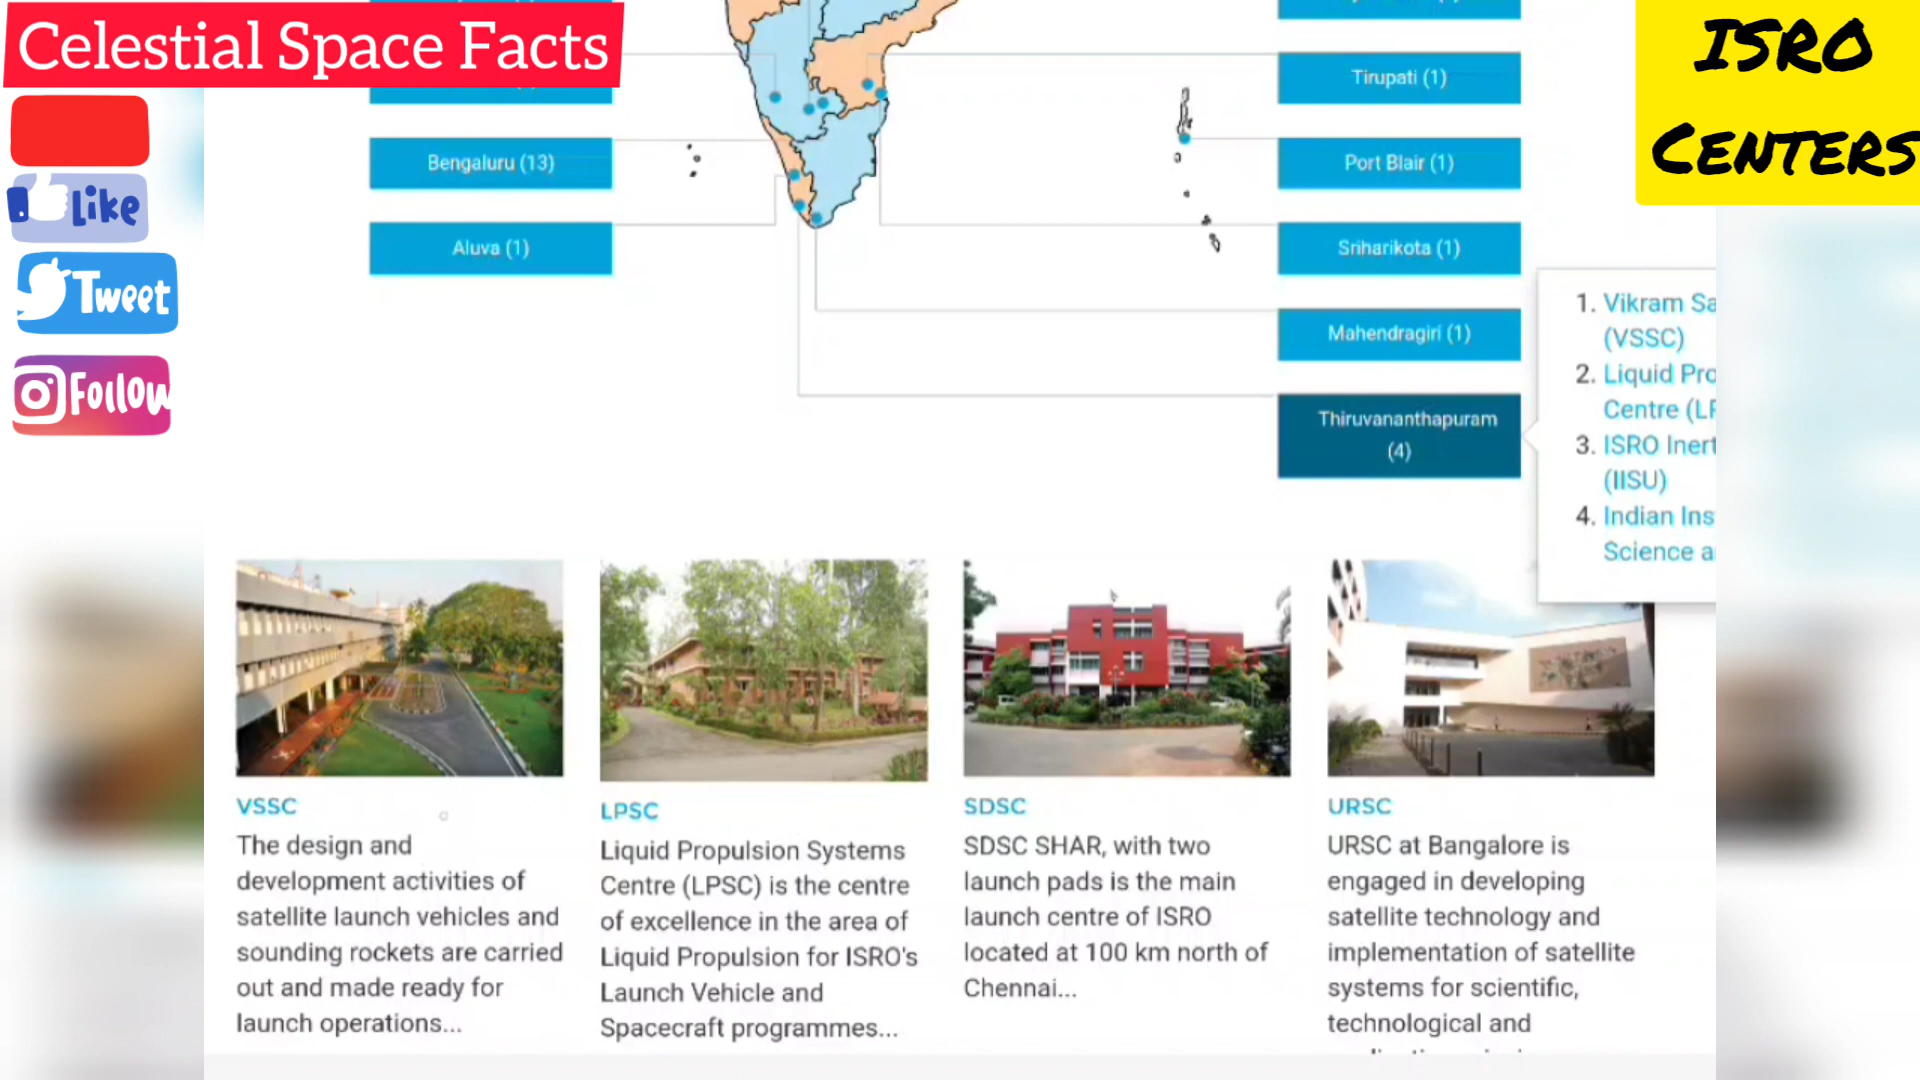 Celestial Space Facts
ISRO
CENTERS
Like
Tweet
Follow
Tirupati (1)
Bengaluru (13)
Port Blair (1)
Aluva (1)
Sriharikota (1)
Mahendragiri (1)
Thiruvananthapuram
(4)
1. Vikram Sa
(VSSC)
2. Liquid Pro
Centre (LP
3. ISRO Inert
(IISU)
4. Indian Ins
Science a
VSSC
The design and
development activities of
satellite launch vehicles and
sounding rockets are carried
out and made ready for
launch operations...
LPSC
Liquid Propulsion Systems
Centre (LPSC) is the centre
of excellence in the area of
Liquid Propulsion for ISRO's
Launch Vehicle and
Spacecraft programmes...
SDSC
SDSC SHAR, with two
launch pads is the main
launch centre of ISRO
located at 100 km north of
Chennai...
URSC
URSC at Bangalore is
engaged in developing
satellite technology and
implementation of satellite
systems for scientific,
technological and